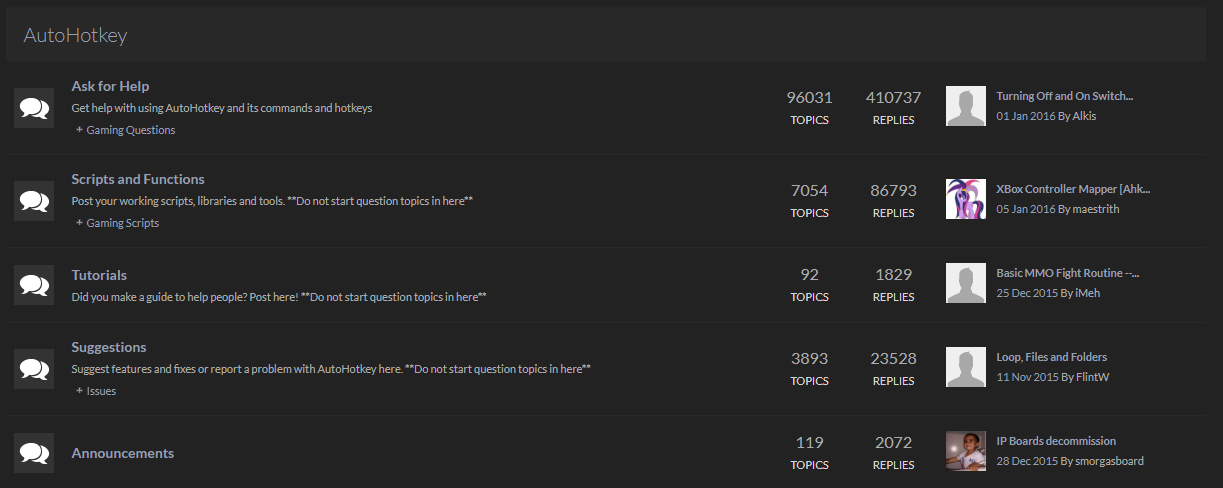 AutoHotkey
Ask for Help
Get help with using AutoHotkey and its commands and hotkeys
+ Gaming Questions
96031
TOPICS
410737
REPLIES
Turning Off and On Switch...
01 Jan 2016 By Alkis
Scripts and Functions
Post your working scripts, libraries and tools. **Do not start question topics in here**
+ Gaming Scripts
7054
TOPICS
86793
REPLIES
XBox Controller Mapper [Ahk...
05 Jan 2016 By maestrith
Tutorials
Did you make a guide to help people? Post here! **Do not start question topics in here**
92
TOPICS
1829
REPLIES
Basic MMO Fight Routine --...
25 Dec 2015 By iMeh
Suggestions
Suggest features and fixes or report a problem with AutoHotkey here. **Do not start question topics in here**
+ Issues
3893
TOPICS
23528
REPLIES
Loop, Files and Folders
11 Nov 2015 By FlintW
Announcements
119
TOPICS
2072
REPLIES
IP Boards decommission
28 Dec 2015 By smorgasboard